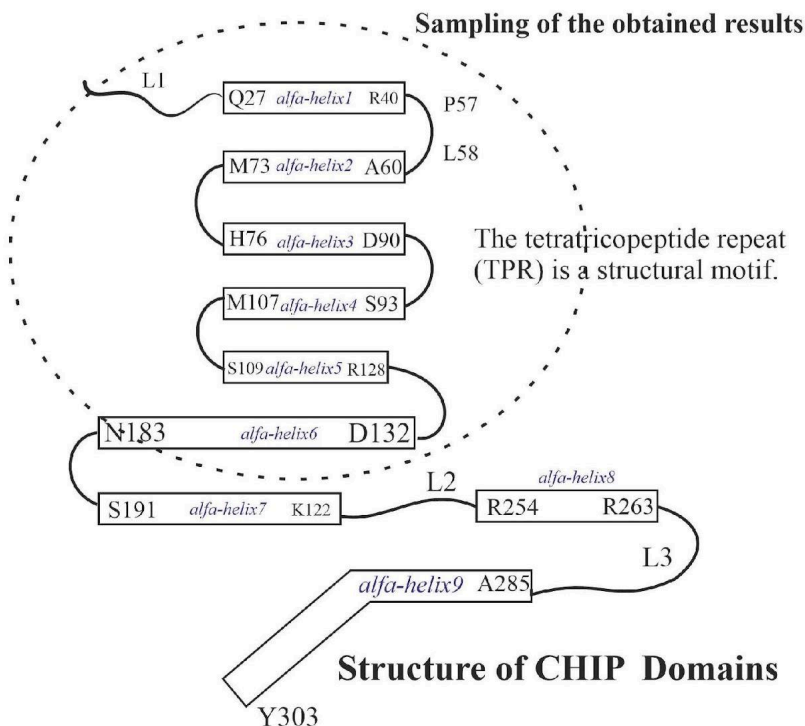 Sampling of the obtained results
L1
Q27 alfa-helix1 R40
P57
L58
M73 alfa-helix2 A60
H76 alfa-helix3 D90
The tetratricopeptide repeat
(TPR) is a structural motif.
M107 alfa-helix4 S93
S109 alfa-helix5 R128
N183 alfa-helix6 D132
L2
alfa-helix8
S191 alfa-helix7 K122
R254 R263
L3
alfa-helix9 A285
Structure of CHIP Domains
Y303